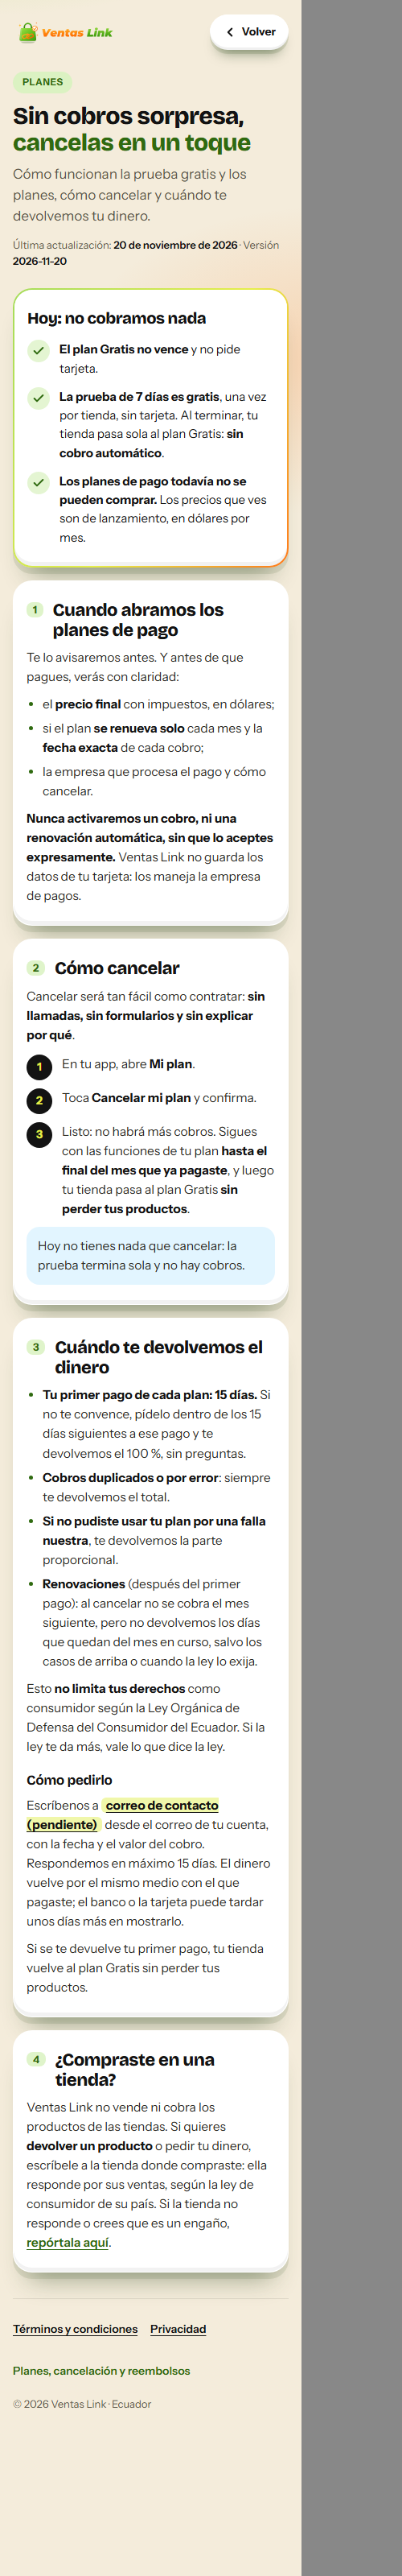 Ventas Link
Volver
PLANES
Sin cobros sorpresa,
cancelas en un toque
Cómo funcionan la prueba gratis y los
planes, cómo cancelar y cuándo te
devolvemos tu dinero.
Última actualización: 20 de noviembre de 2026 · Versión
2026-11-20
Hoy: no cobramos nada
El plan Gratis no vence y no pide
tarjeta.
La prueba de 7 días es gratis, una vez
por tienda, sin tarjeta. Al terminar, tu
tienda pasa sola al plan Gratis: sin
cobro automático.
Los planes de pago todavía no se
pueden comprar. Los precios que ves
son de lanzamiento, en dólares por
mes.
1 Cuando abramos los
planes de pago
Te lo avisaremos antes. Y antes de que
pagues, verás con claridad:
• el precio final con impuestos, en dólares;
• si el plan se renueva solo cada mes y la
fecha exacta de cada cobro;
• la empresa que procesa el pago y cómo
cancelar.
Nunca activaremos un cobro, ni una
renovación automática, sin que lo aceptes
expresamente. Ventas Link no guarda los
datos de tu tarjeta: los maneja la empresa
de pagos.
2 Cómo cancelar
Cancelar será tan fácil como contratar: sin
llamadas, sin formularios y sin explicar
por qué.
1 En tu app, abre Mi plan.
2 Toca Cancelar mi plan y confirma.
3 Listo: no habrá más cobros. Sigues
con las funciones de tu plan hasta el
final del mes que ya pagaste, y luego
tu tienda pasa al plan Gratis sin
perder tus productos.
Hoy no tienes nada que cancelar: la
prueba termina sola y no hay cobros.
3 Cuándo te devolvemos el
dinero
• Tu primer pago de cada plan: 15 días. Si
no te convence, pídelo dentro de los 15
días siguientes a ese pago y te
devolvemos el 100 %, sin preguntas.
• Cobros duplicados o por error: siempre
te devolvemos el total.
• Si no pudiste usar tu plan por una falla
nuestra, te devolvemos la parte
proporcional.
• Renovaciones (después del primer
pago): al cancelar no se cobra el mes
siguiente, pero no devolvemos los días
que quedan del mes en curso, salvo los
casos de arriba o cuando la ley lo exija.
Esto no limita tus derechos como
consumidor según la Ley Orgánica de
Defensa del Consumidor del Ecuador. Si la
ley te da más, vale lo que dice la ley.
Cómo pedirlo
Escríbenos a correo de contacto
(pendiente) desde el correo de tu cuenta,
con la fecha y el valor del cobro.
Respondemos en máximo 15 días. El dinero
vuelve por el mismo medio con el que
pagaste; el banco o la tarjeta puede tardar
unos días más en mostrarlo.
Si se te devuelve tu primer pago, tu tienda
vuelve al plan Gratis sin perder tus
productos.
4 ¿Compraste en una
tienda?
Ventas Link no vende ni cobra los
productos de las tiendas. Si quieres
devolver un producto o pedir tu dinero,
escríbele a la tienda donde compraste: ella
responde por sus ventas, según la ley de
consumidor de su país. Si la tienda no
responde o crees que es un engaño,
repórtala aquí.
Términos y condiciones Privacidad
Planes, cancelación y reembolsos
© 2026 Ventas Link · Ecuador